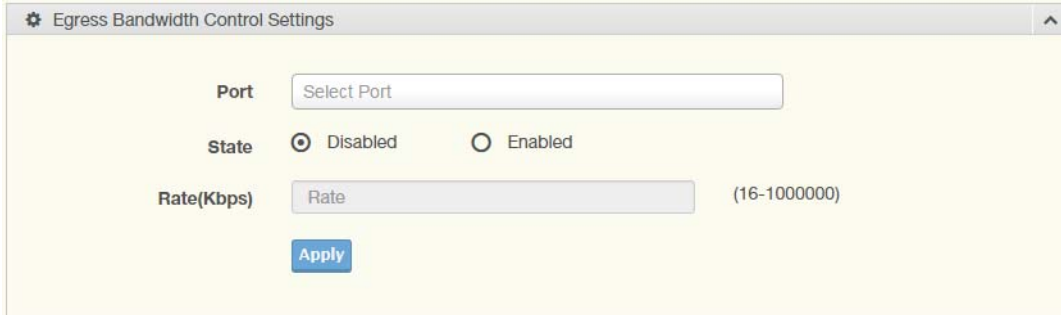 Egress Bandwidth Control Settings
Port Select Port
State Disabled Enabled
Rate(Kbps) Rate (16-1000000)
Apply